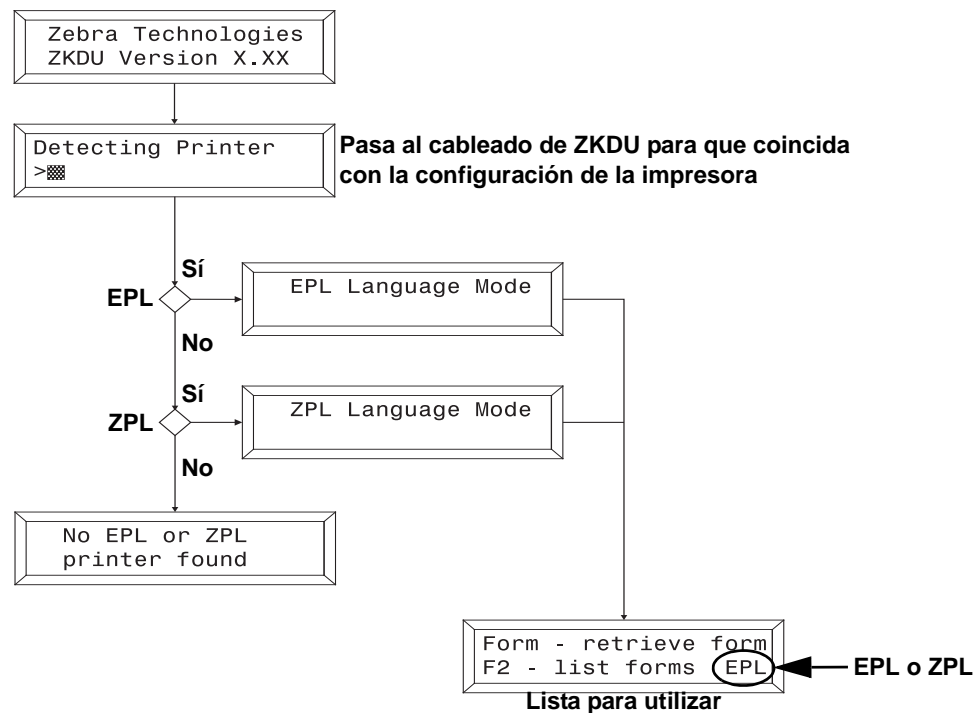 Zebra Technologies
ZKDU Version X.XX
Detecting Printer
>▒
Pasa al cableado de ZKDU para que coincida
con la configuración de la impresora
Sí
EPL
EPL Language Mode
No
Sí
ZPL
ZPL Language Mode
No
No EPL or ZPL
printer found
Form - retrieve form
F2 - list forms EPL
EPL o ZPL
Lista para utilizar